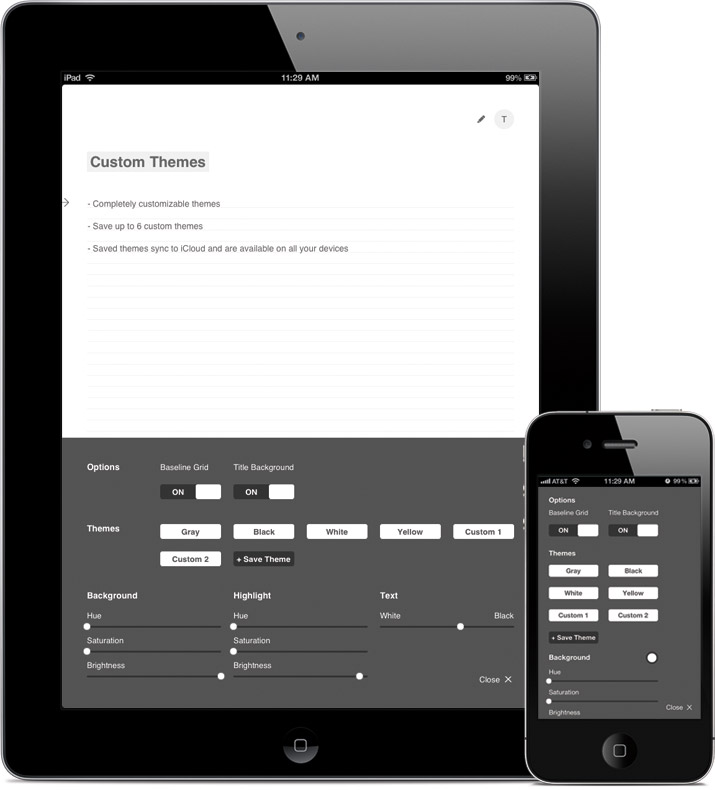 iPad 11:29 AM 99%
T
Custom Themes
- Completely customizable themes
- Save up to 6 custom themes
- Saved themes sync to iCloud and are available on all your devices
Options Baseline Grid Title Background
ON ON
Themes Gray Black White Yellow Custom 1
Custom 2 + Save Theme
Background Highlight Text
Hue Hue White Black
Saturation Saturation
Brightness Brightness
Close
AT&T 11:29 AM 99%
Options
Baseline Grid Title Background
ON ON
Themes
Gray Black
White Yellow
Custom 1 Custom 2
+ Save Theme
Background
Hue
Saturation
Brightness
Close